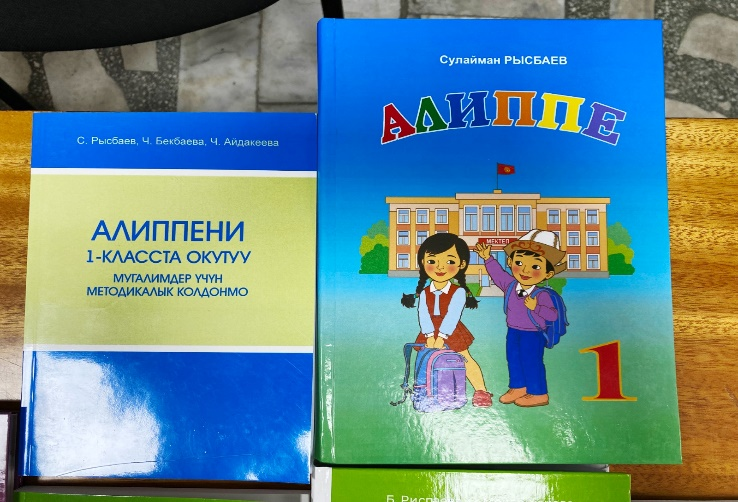 С. Рысбаев, Ч. Бекбаева, Ч. Айдакеева
АЛИППЕНИ
1-КЛАССТА ОКУТУУ
МУГАЛИМДЕР ҮЧҮН
МЕТОДИКАЛЫК КОЛДОНМО
Сулайман РЫСБАЕВ
АЛИППЕ
МЕКТЕП
1